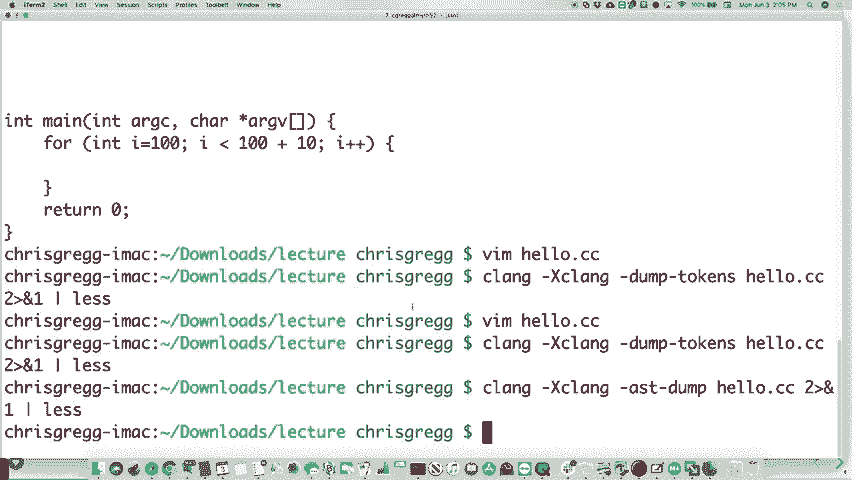 iTerm2 Shell Edit View Session Scripts Profiles Toolbelt Window Help 100% Mon Jun 3 2:05 PM
int main(int argc, char *argv[]) {
    for (int i=100; i < 100 + 10; i++) {
    }
    return 0;
}
chrisgregg-imac:~/Downloads/lecture chrisgregg $ vim hello.cc
chrisgregg-imac:~/Downloads/lecture chrisgregg $ clang -Xclang -dump-tokens hello.cc
2>&1 | less
chrisgregg-imac:~/Downloads/lecture chrisgregg $ vim hello.cc
chrisgregg-imac:~/Downloads/lecture chrisgregg $ clang -Xclang -dump-tokens hello.cc
2>&1 | less
chrisgregg-imac:~/Downloads/lecture chrisgregg $ clang -Xclang -ast-dump hello.cc 2>&
1 | less
chrisgregg-imac:~/Downloads/lecture chrisgregg $